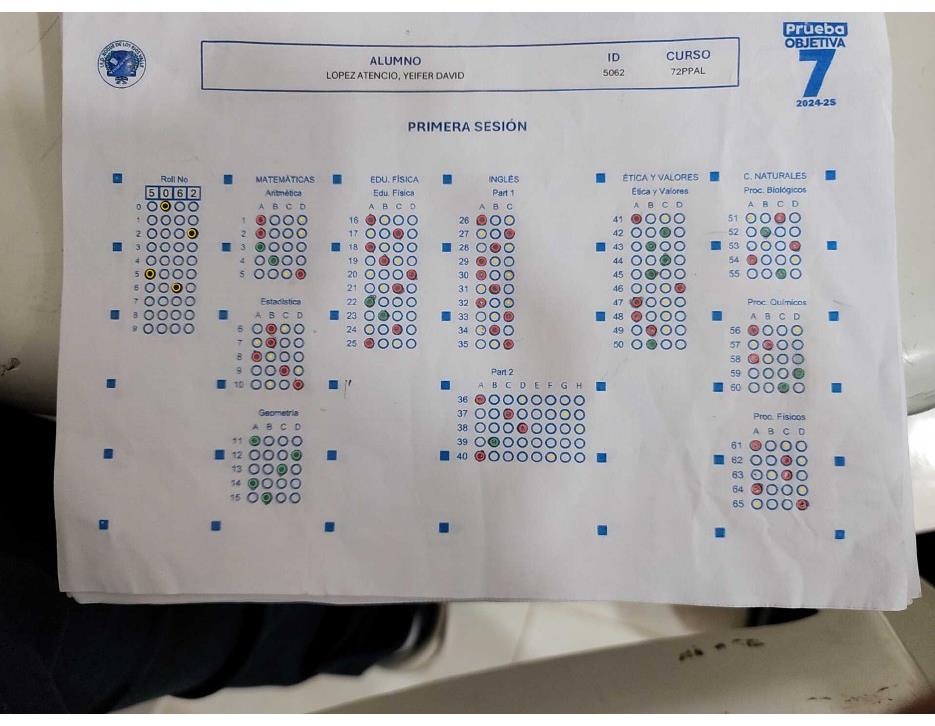 Prueba
OBJETIVA
7
2024-2S
ALUMNO ID CURSO
LOPEZ ATENCIO, YEIFER DAVID 5062 72PPAL
PRIMERA SESIÓN
Roll No
5 0 6 2
0
1
2
3
4
5
6
7
8
9
MATEMÁTICAS
Aritmética
A B C D
1
2
3
4
5
Estadística
A B C D
6
7
8
9
10
Geometría
A B C D
11
12
13
14
15
EDU. FÍSICA
Edu. Física
A B C D
16
17
18
19
20
21
22
23
24
25
INGLÉS
Part 1
A B C
26
27
28
29
30
31
32
33
34
35
Part 2
A B C D E F G H
36
37
38
39
40
ÉTICA Y VALORES
Ética y Valores
A B C D
41
42
43
44
45
46
47
48
49
50
C. NATURALES
Proc. Biológicos
A B C D
51
52
53
54
55
Proc. Químicos
A B C D
56
57
58
59
60
Proc. Físicos
A B C D
61
62
63
64
65